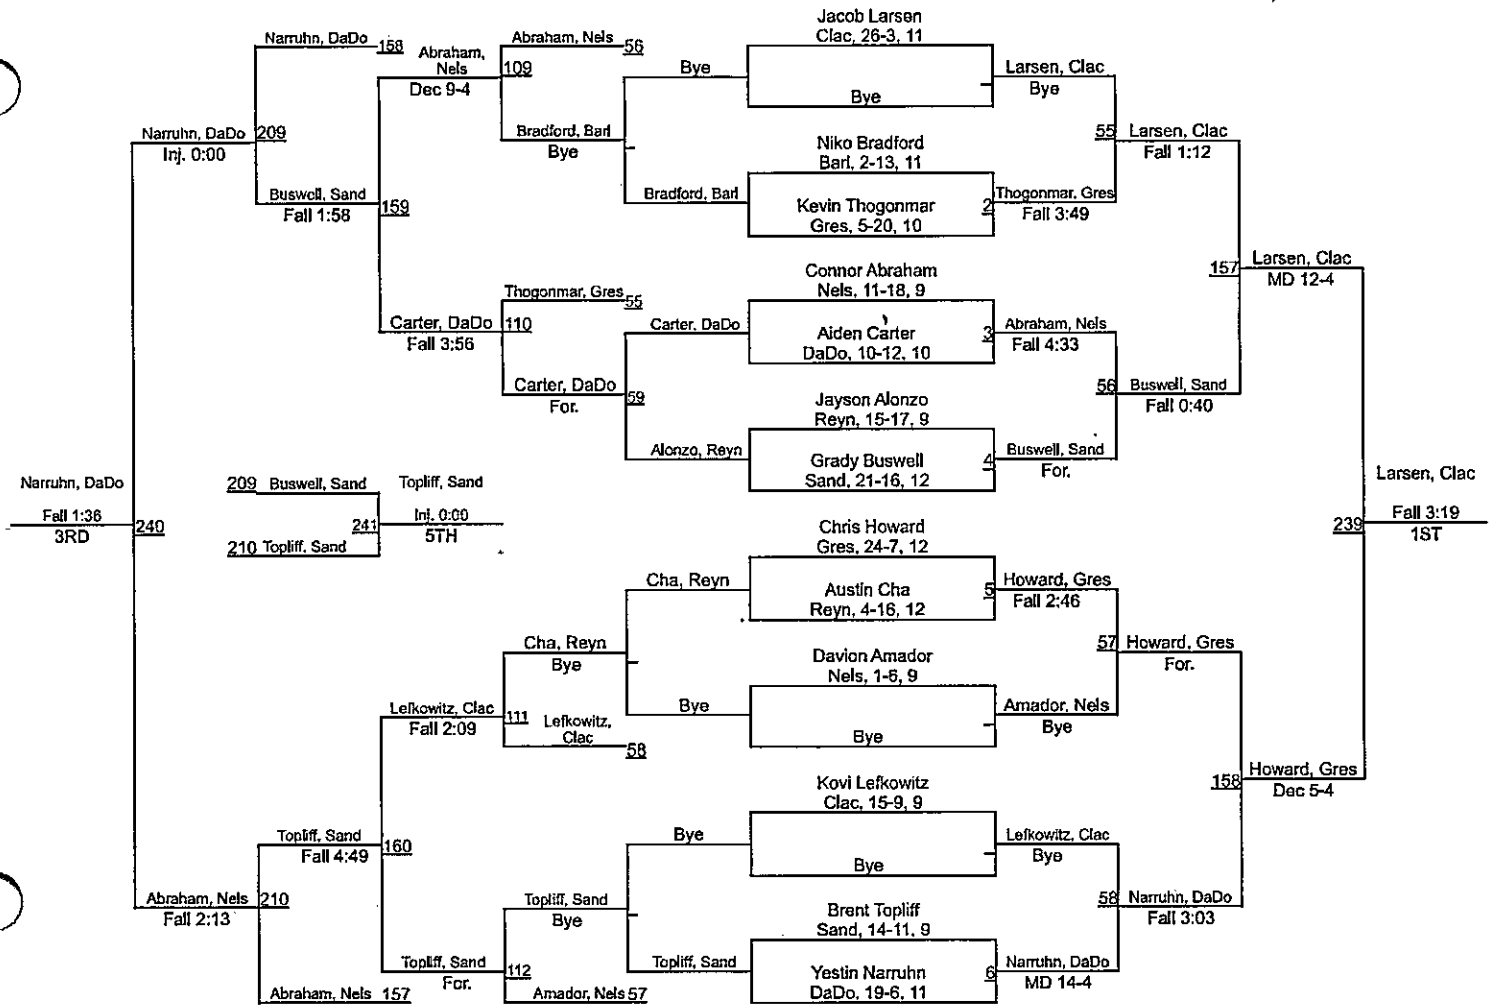 Jacob Larsen
Clac, 26-3, 11
Narruhn, DaDo 158
Abraham, Nels 56
Abraham,
Nels
109
Dec 9-4
Bye
Bye
Larsen, Clac
Bye
Narruhn, DaDo 209
Inj. 0:00
Bradford, Barl
Bye
Niko Bradford
Barl, 2-13, 11
55
Larsen, Clac
Fall 1:12
Buswell, Sand
Fall 1:58
159
Bradford, Barl
Kevin Thogonmar
Gres, 5-20, 10
2
Thogonmar, Gres
Fall 3:49
Connor Abraham
Nels, 11-18, 9
157
Larsen, Clac
MD 12-4
Thogonmar, Gres 55
Carter, DaDo 110
Fall 3:56
Carter, DaDo
Aiden Carter
DaDo, 10-12, 10
3
Abraham, Nels
Fall 4:33
Carter, DaDo
For.
59
Jayson Alonzo
Reyn, 15-17, 9
56
Buswell, Sand
Fall 0:40
Alonzo, Reyn
Grady Buswell
Sand, 21-16, 12
4
Buswell, Sand
For.
Narruhn, DaDo
Fall 1:36
3RD
240
209 Buswell, Sand
241
210 Topliff, Sand
Topliff, Sand
Inj. 0:00
5TH
Larsen, Clac
Fall 3:19
1ST
239
Chris Howard
Gres, 24-7, 12
Cha, Reyn
Austin Cha
Reyn, 4-16, 12
5
Howard, Gres
Fall 2:46
Cha, Reyn
Bye
Davion Amador
Nels, 1-6, 9
57
Howard, Gres
For.
Lefkowitz, Clac
Fall 2:09
111
Lefkowitz,
Clac
58
Bye
Bye
Amador, Nels
Bye
Kovi Lefkowitz
Clac, 15-9, 9
158
Howard, Gres
Dec 5-4
Topliff, Sand
Fall 4:49
160
Bye
Bye
Lefkowitz, Clac
Bye
Abraham, Nels
Fall 2:13
210
Topliff, Sand
Bye
Brent Topliff
Sand, 14-11, 9
58
Narruhn, DaDo
Fall 3:03
Topliff, Sand
For.
112
Topliff, Sand
Yestin Narruhn
DaDo, 19-6, 11
6
Narruhn, DaDo
MD 14-4
Abraham, Nels 157
Amador, Nels 57